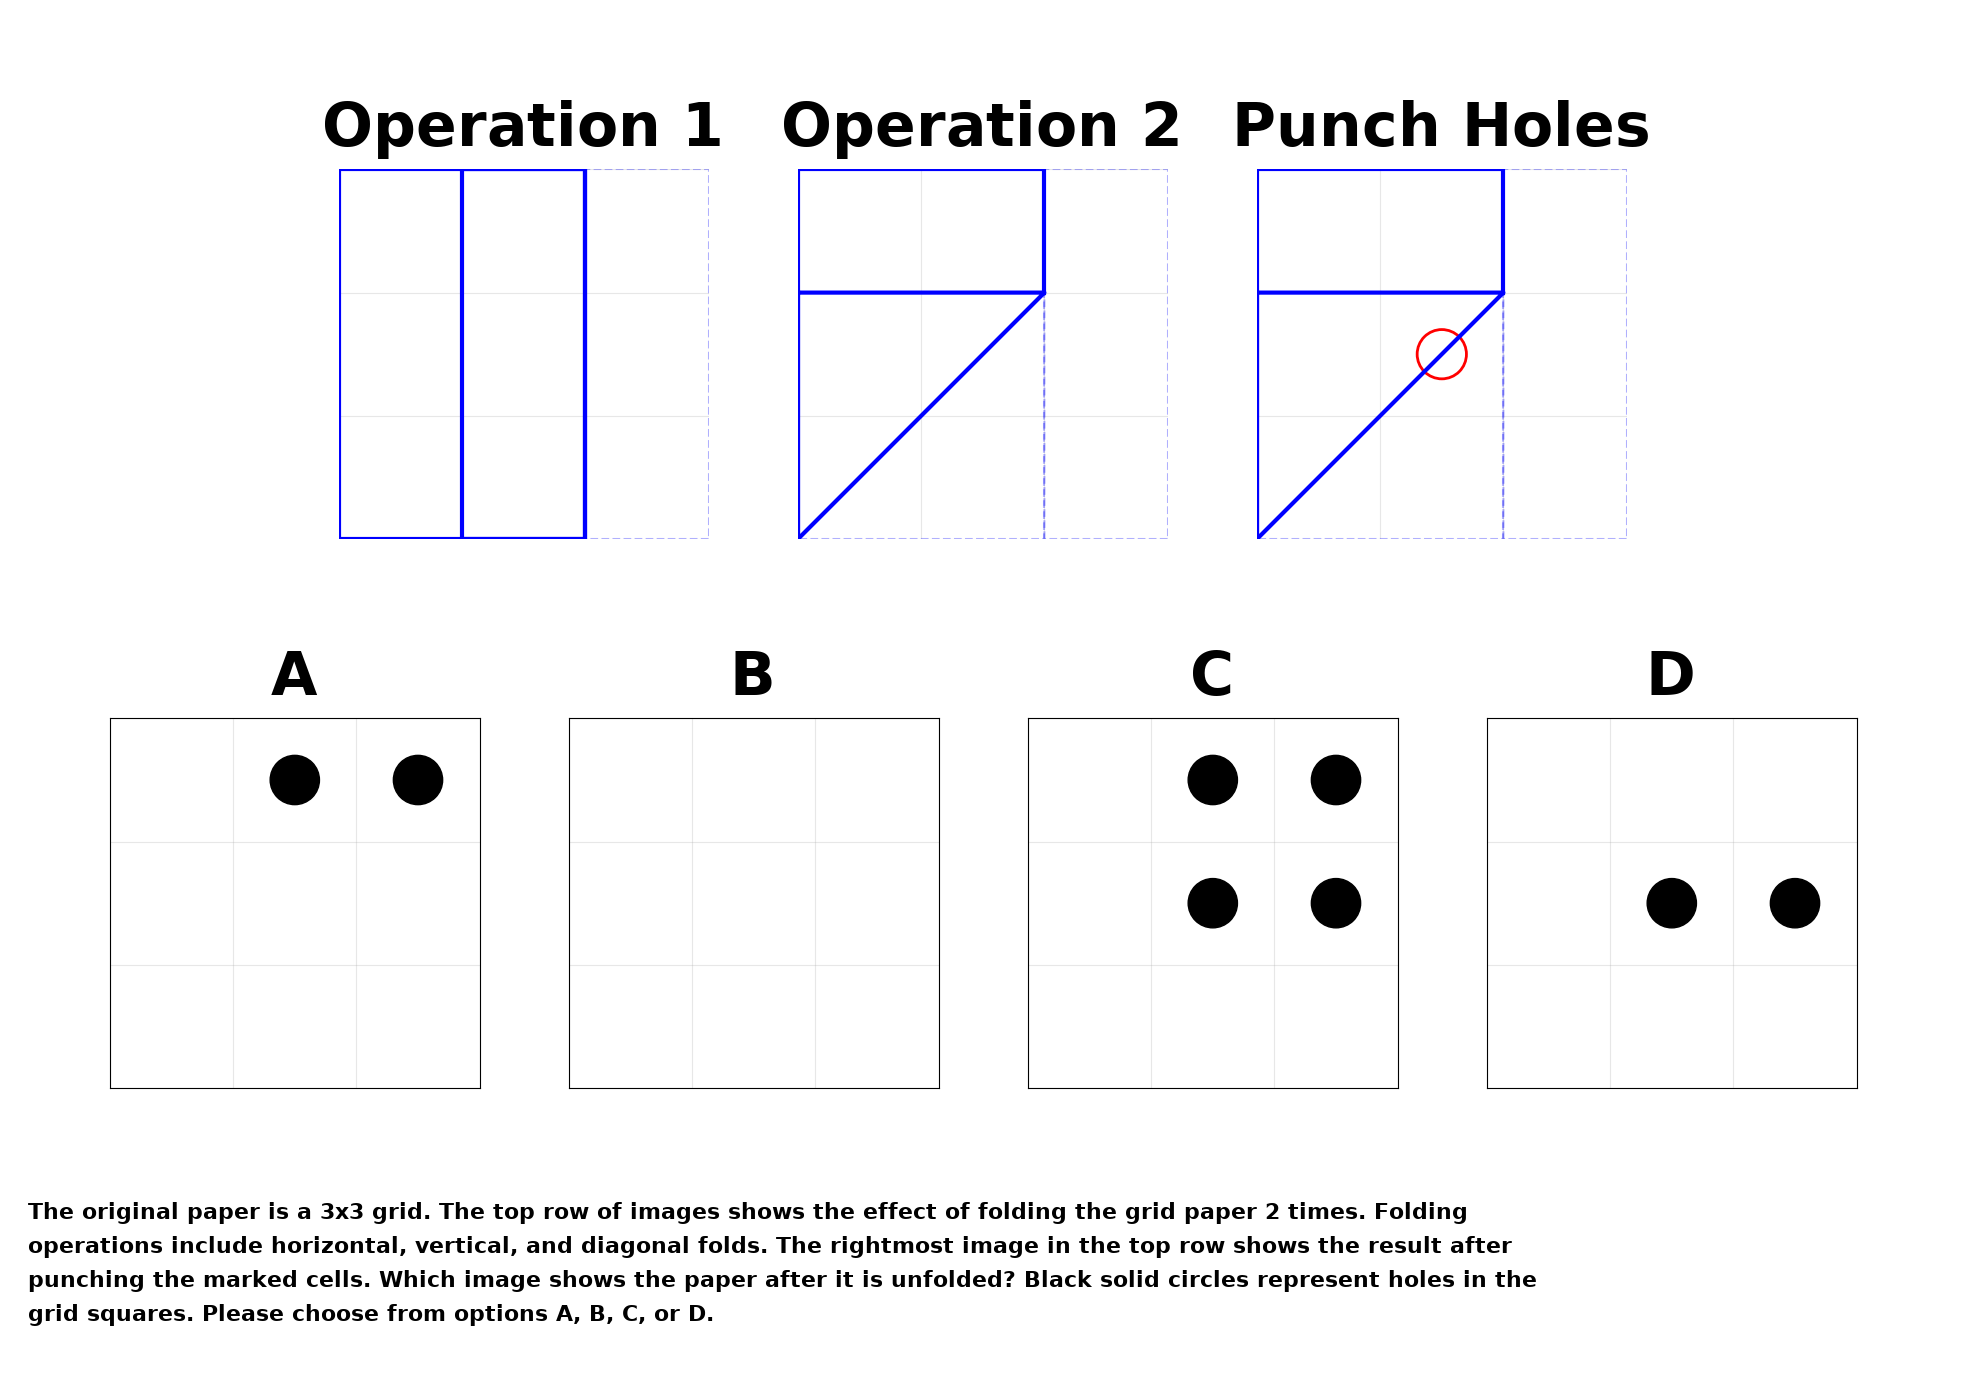 Operation 1 Operation 2 Punch Holes
A B C D
The original paper is a 3x3 grid. The top row of images shows the effect of folding the grid paper 2 times. Folding
operations include horizontal, vertical, and diagonal folds. The rightmost image in the top row shows the result after
punching the marked cells. Which image shows the paper after it is unfolded? Black solid circles represent holes in the
grid squares. Please choose from options A, B, C, or D.